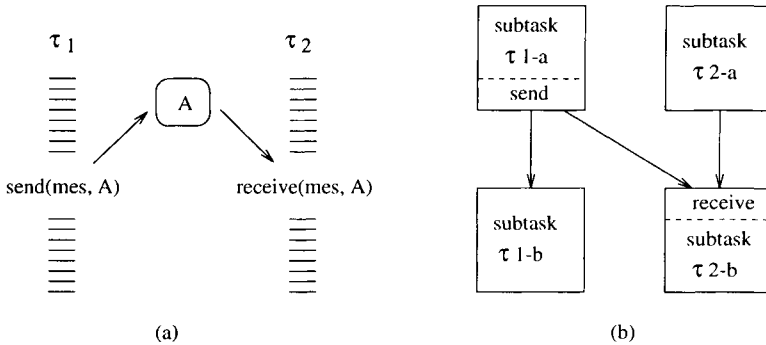 τ 1
τ 2
A
send(mes, A)
receive(mes, A)
(a)
subtask
τ 1-a
send
subtask
τ 2-a
subtask
τ 1-b
receive
subtask
τ 2-b
(b)